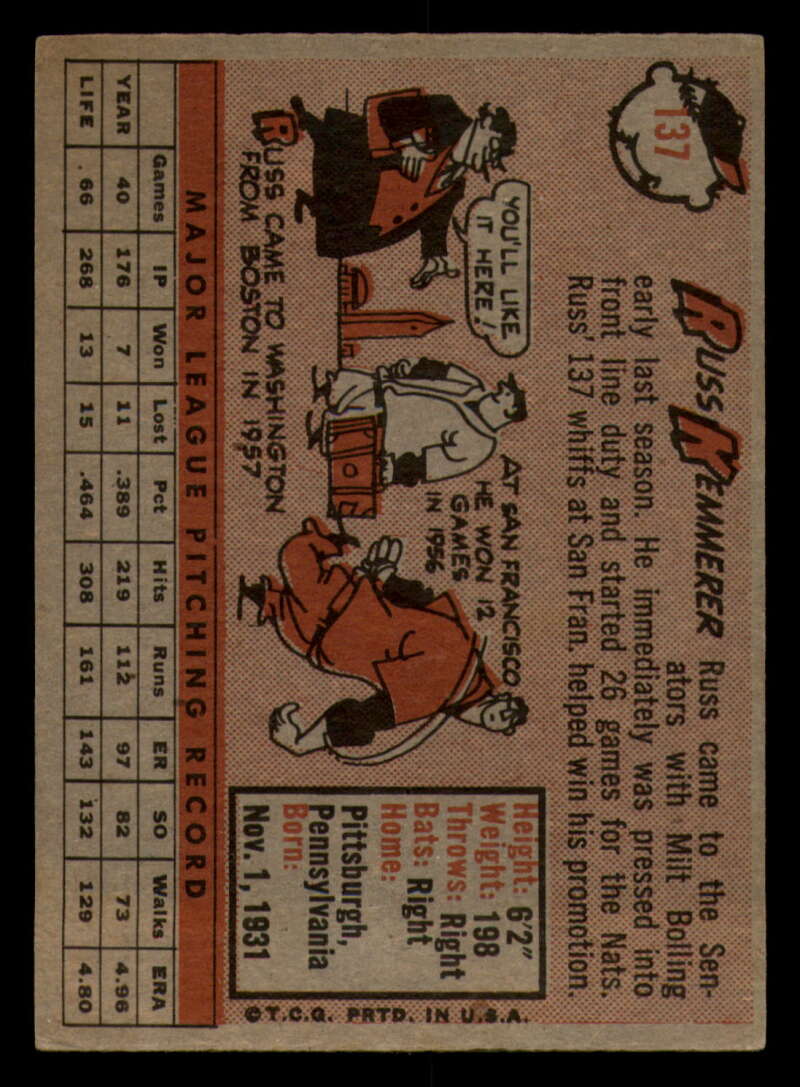 137
RUSS KEMMERER Russ came to the Sen-
ators with Milt Bolling
early last season. He immediately was pressed into
front line duty and started 26 games for the Nats.
Russ' 137 whiffs at San Fran. helped win his promotion.
YOU'LL LIKE
IT HERE!
RUSS CAME TO WASHINGTON
FROM BOSTON IN 1957
AT SAN FRANCISCO
HE WON 12
GAMES
IN 1956
Height: 6'2"
Weight: 198
Throws: Right
Bats: Right
Home:
Pittsburgh,
Pennsylvania
Born:
Nov. 1, 1931
©T.C.G. PRTD. IN U.S.A.
MAJOR LEAGUE PITCHING RECORD
Games IP Won Lost Pct Hits Runs ER SO Walks ERA
YEAR 40 176 7 11 .389 219 112 97 82 73 4.96
LIFE 66 268 13 15 .464 308 161 143 132 129 4.80